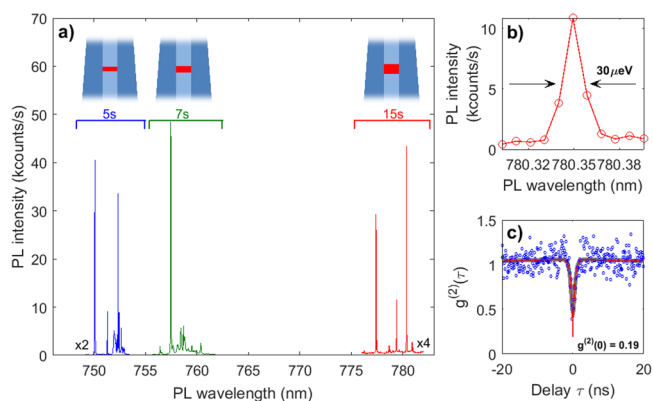 a)
5s
7s
15s
70
60
50
40
30
20
10
0
PL intensity (kcounts/s)
x2
x4
750
755
760
765
770
775
780
PL wavelength (nm)
b)
10
5
0
PL intensity
(kcounts/s)
30μeV
780.32
780.35
780.38
PL wavelength (nm)
c)
1.5
1
0.5
0
g(2)(τ)
g(2)(0) = 0.19
-20
-10
0
10
20
Delay τ (ns)